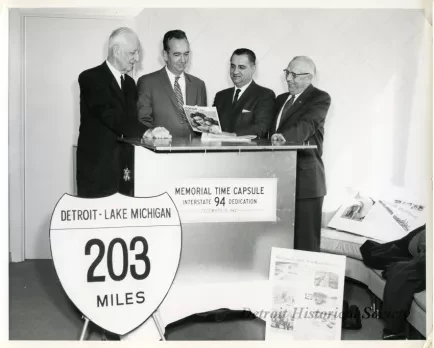 MEMORIAL TIME CAPSULE
INTERSTATE 94 DEDICATION
DETROIT - LAKE MICHIGAN
203
MILES
Detroit Historical Society